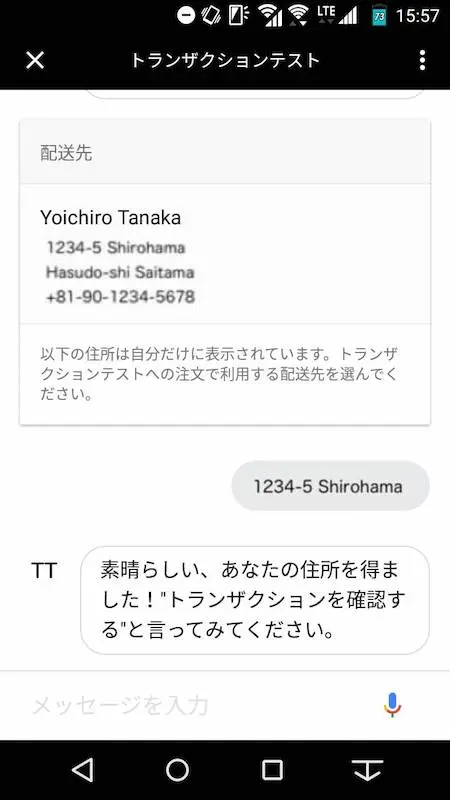 LTE 73 15:57
トランザクションテスト
配送先
Yoichiro Tanaka
1234-5 Shirohama
Hasudo-shi Saitama
+81-90-1234-5678
以下の住所は自分だけに表示されています。トランザ
クションテストへの注文で利用する配送先を選んでく
ださい。
1234-5 Shirohama
TT
素晴らしい、あなたの住所を得ま
した！"トランザクションを確認す
る"と言ってみてください。
メッセージを入力